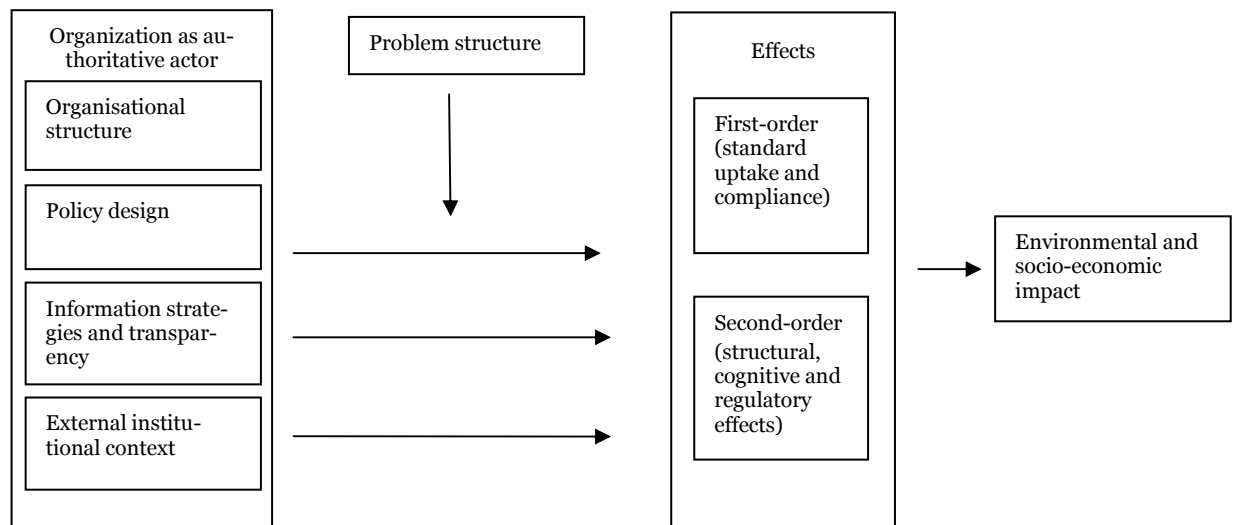 Organization as au-
thoritative actor
Organisational
structure
Policy design
Information strate-
gies and transpar-
ency
External institu-
tional context
Problem structure
Effects
First-order
(standard
uptake and
compliance)
Second-order
(structural,
cognitive and
regulatory
effects)
Environmental and
socio-economic
impact